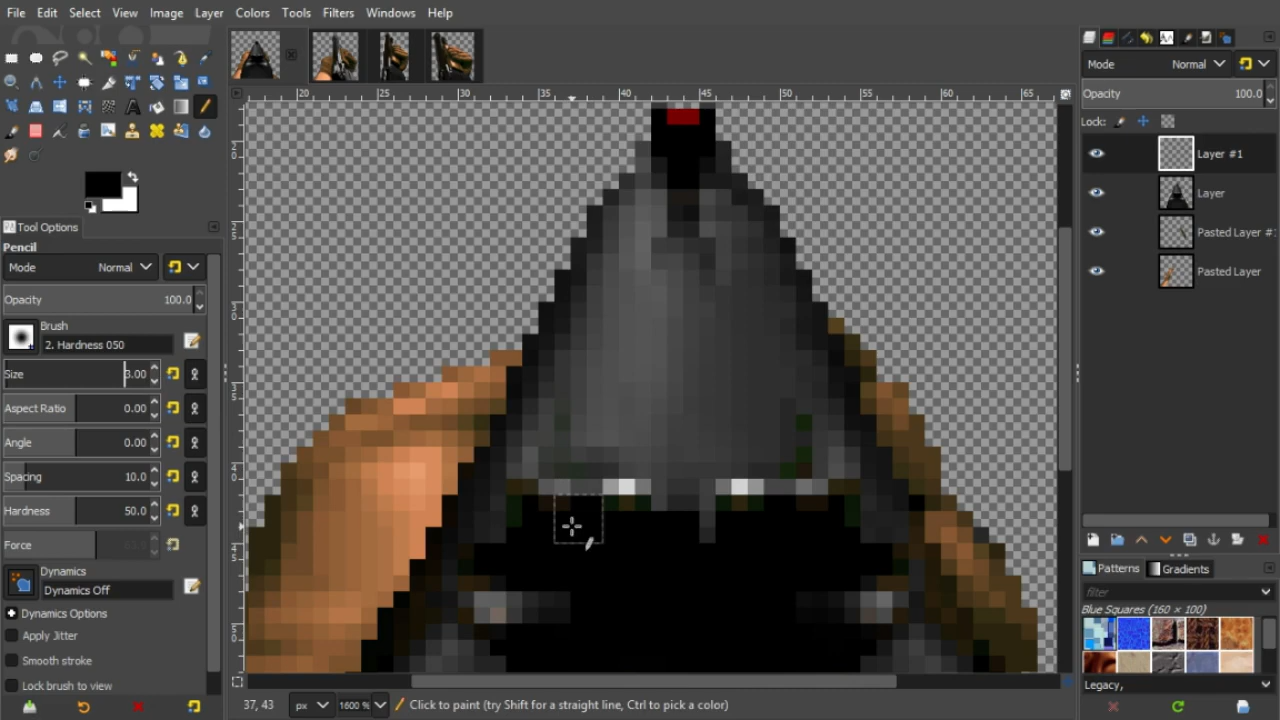 File Edit Select View Image Layer Colors Tools Filters Windows Help
Tool Options
Pencil
Mode Normal
Opacity 100.0
Brush
2. Hardness 050
Size 3.00
Aspect Ratio 0.00
Angle 0.00
Spacing 10.0
Hardness 50.0
Force
Dynamics
Dynamics Off
Dynamics Options
Apply Jitter
Smooth stroke
Lock brush to view
20 35 40 45 50 55 60 65
20
25
30
35
40
45
50
37, 43 px 1600 % Click to paint (try Shift for a straight line, Ctrl to pick a color)
Mode Normal
Opacity 100.0
Lock:
Layer #1
Layer
Pasted Layer #
Pasted Layer
Patterns Gradients
filter
Blue Squares (160 × 100)
Legacy,